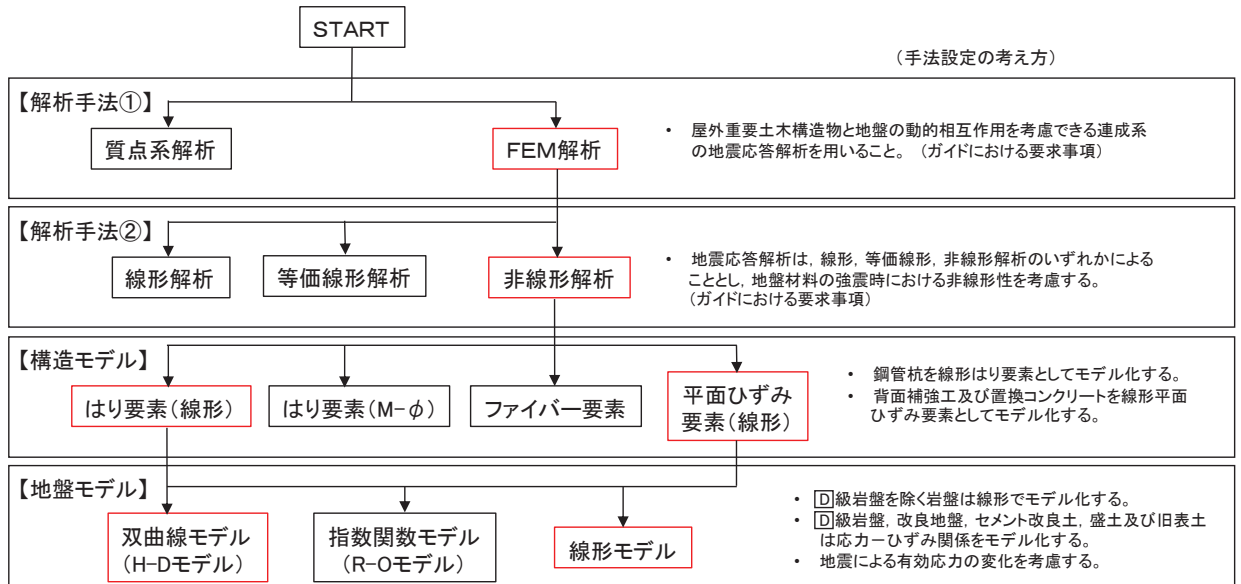 START
（手法設定の考え方）
【解析手法①】
質点系解析
FEM解析
・ 屋外重要土木構造物と地盤の動的相互作用を考慮できる連成系
の地震応答解析を用いること。（ガイドにおける要求事項）
【解析手法②】
線形解析
等価線形解析
非線形解析
・ 地震応答解析は，線形，等価線形，非線形解析のいずれかによる
こととし，地盤材料の強震時における非線形性を考慮する。
（ガイドにおける要求事項）
【構造モデル】
はり要素（線形）
はり要素（M-φ）
ファイバー要素
平面ひずみ
要素（線形）
・ 鋼管杭を線形はり要素としてモデル化する。
・ 背面補強工及び置換コンクリートを線形平面
ひずみ要素としてモデル化する。
【地盤モデル】
双曲線モデル
（H-Dモデル）
指数関数モデル
（R-Oモデル）
線形モデル
・ D級岩盤を除く岩盤は線形でモデル化する。
・ D級岩盤，改良地盤，セメント改良土，盛土及び旧表土
は応力－ひずみ関係をモデル化する。
・ 地震による有効応力の変化を考慮する。